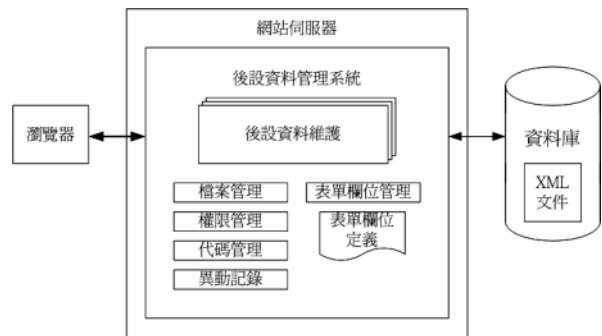 網站伺服器
後設資料管理系統
後設資料維護
瀏覽器
檔案管理
權限管理
代碼管理
異動記錄
表單欄位管理
表單欄位
定義
資料庫
XML
文件